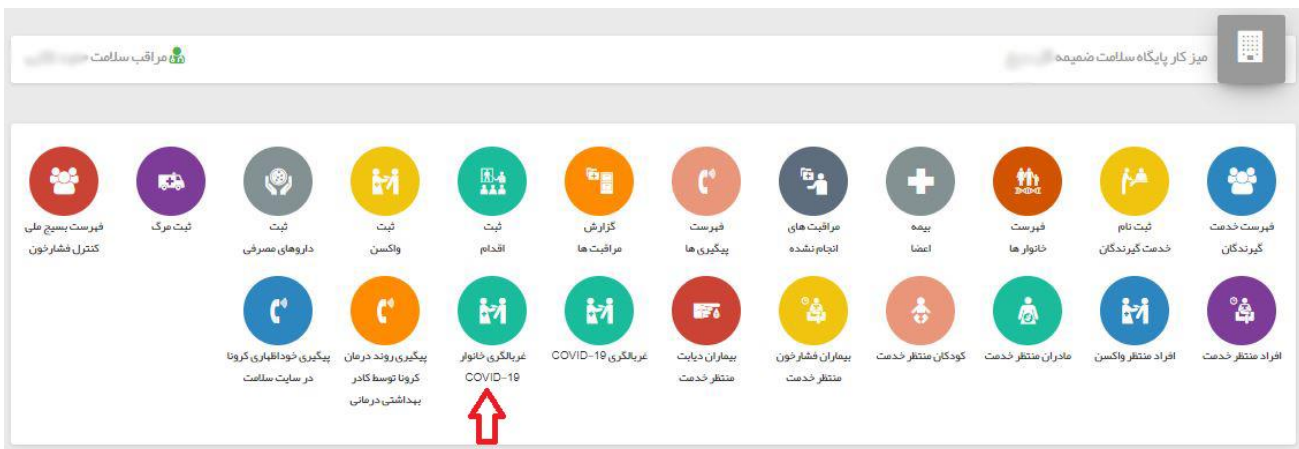 میز کار پایگاه سلامت ضمیمه
مراقب سلامت
فهرست خدمت
گیرندگان
ثبت نام
خدمت گیرندگان
فهرست
خانوار ها
بیمه
اعضا
مراقبت های
انجام نشده
فهرست
پیگیری ها
گزارش
مراقبت ها
ثبت
اقدام
ثبت
واکسن
ثبت
داروهای مصرفی
ثبت مرگ
فهرست بسیج ملی
کنترل فشارخون
افراد منتظر خدمت
افراد منتظر واکسن
مادران منتظر خدمت
کودکان منتظر خدمت
بیماران فشارخون
منتظر خدمت
بیماران دیابت
منتظر خدمت
غربالگری COVID-19
غربالگری خانوار
COVID-19
پیگیری روند درمان
کرونا توسط کادر
بهداشتی درمانی
پیگیری خوداظهاری کرونا
در سایت سلامت